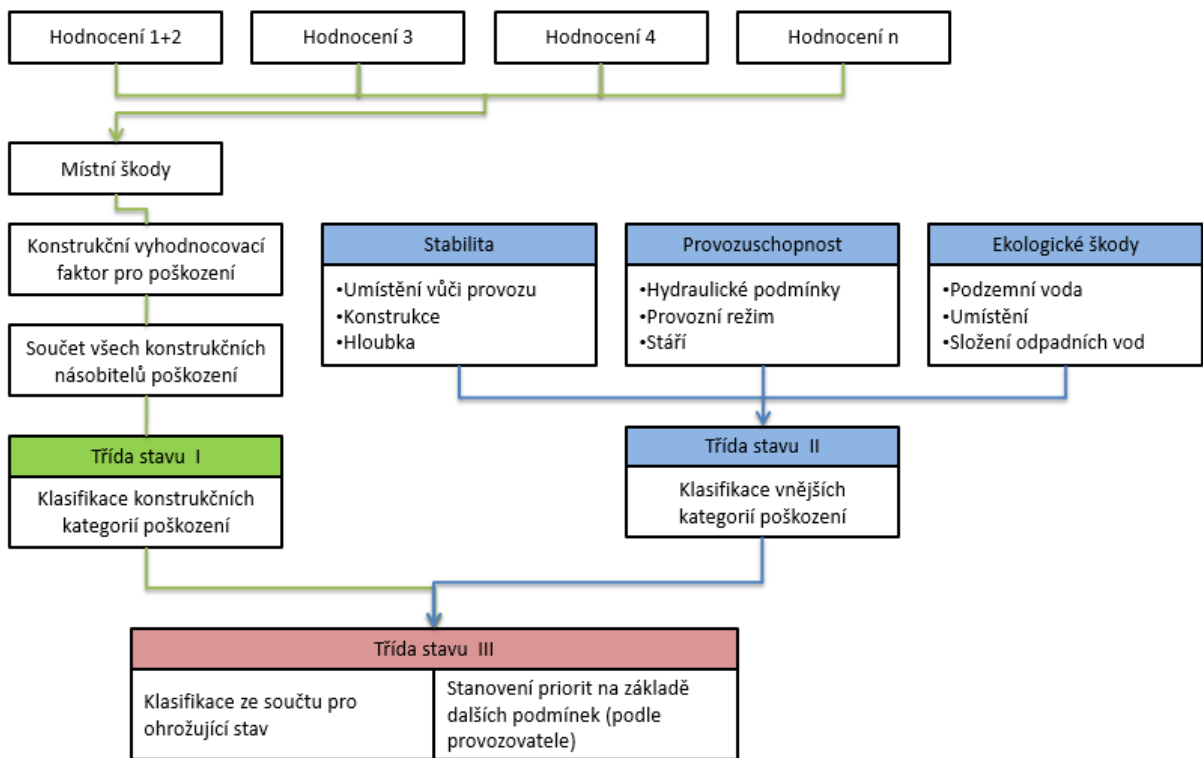 Hodnocení 1+2
Hodnocení 3
Hodnocení 4
Hodnocení n
Místní škody
Konstrukční vyhodnocovací
faktor pro poškození
Součet všech konstrukčních
násobitelů poškození
Třída stavu I
Klasifikace konstrukčních
kategorií poškození
Stabilita
•Umístění vůči provozu
•Konstrukce
•Hloubka
Provozuschopnost
•Hydraulické podmínky
•Provozní režim
•Stáří
Ekologické škody
•Podzemní voda
•Umístění
•Složení odpadních vod
Třída stavu II
Klasifikace vnějších
kategorií poškození
Třída stavu III
Klasifikace ze součtu pro
ohrožující stav
Stanovení priorit na základě
dalších podmínek (podle
provozovatele)